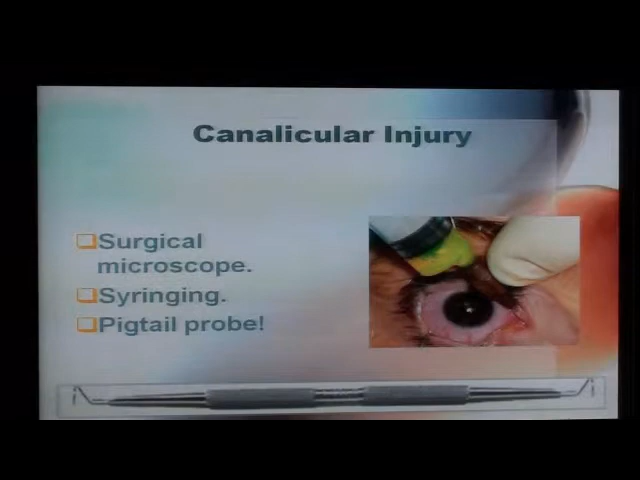 Canalicular Injury
Surgical
microscope.
Syringing.
Pigtail probe!